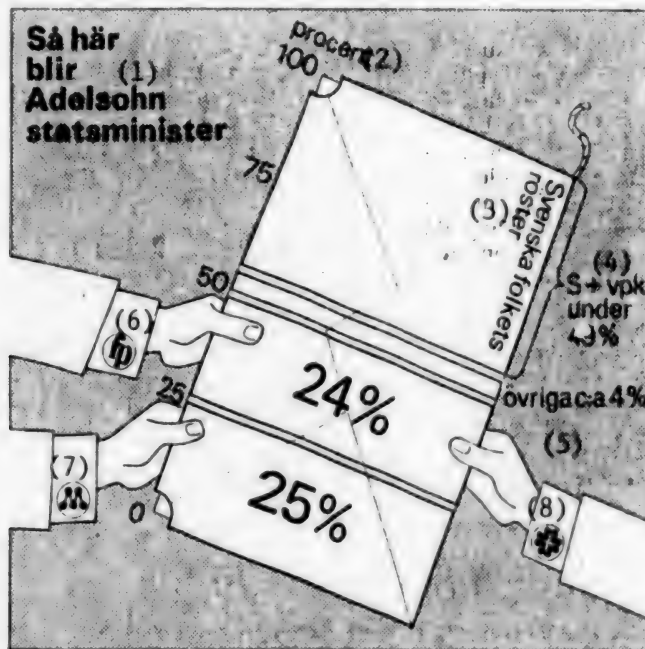 Så här
blir (1)
Adelsohn
statsminister
procent (2)
100
75
50
25
0
Svenska folkets
röster
(3)
(4)
S+vpk
under
övriga c:a 4%
(5)
(6)
fp
(7)
M
(8)
24%
25%